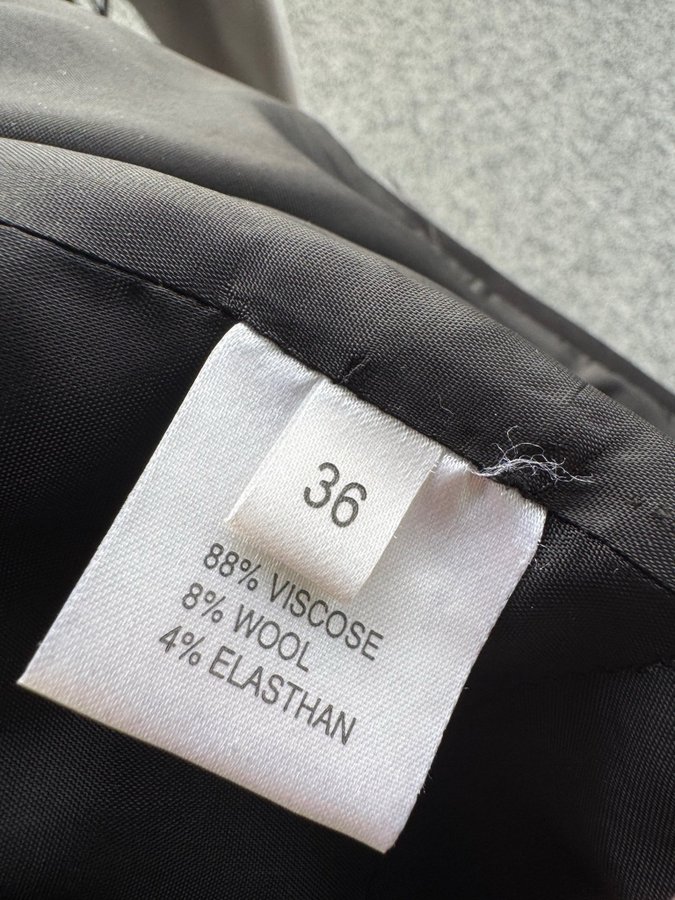 36
88% VISCOSE
8% WOOL
4% ELASTHAN